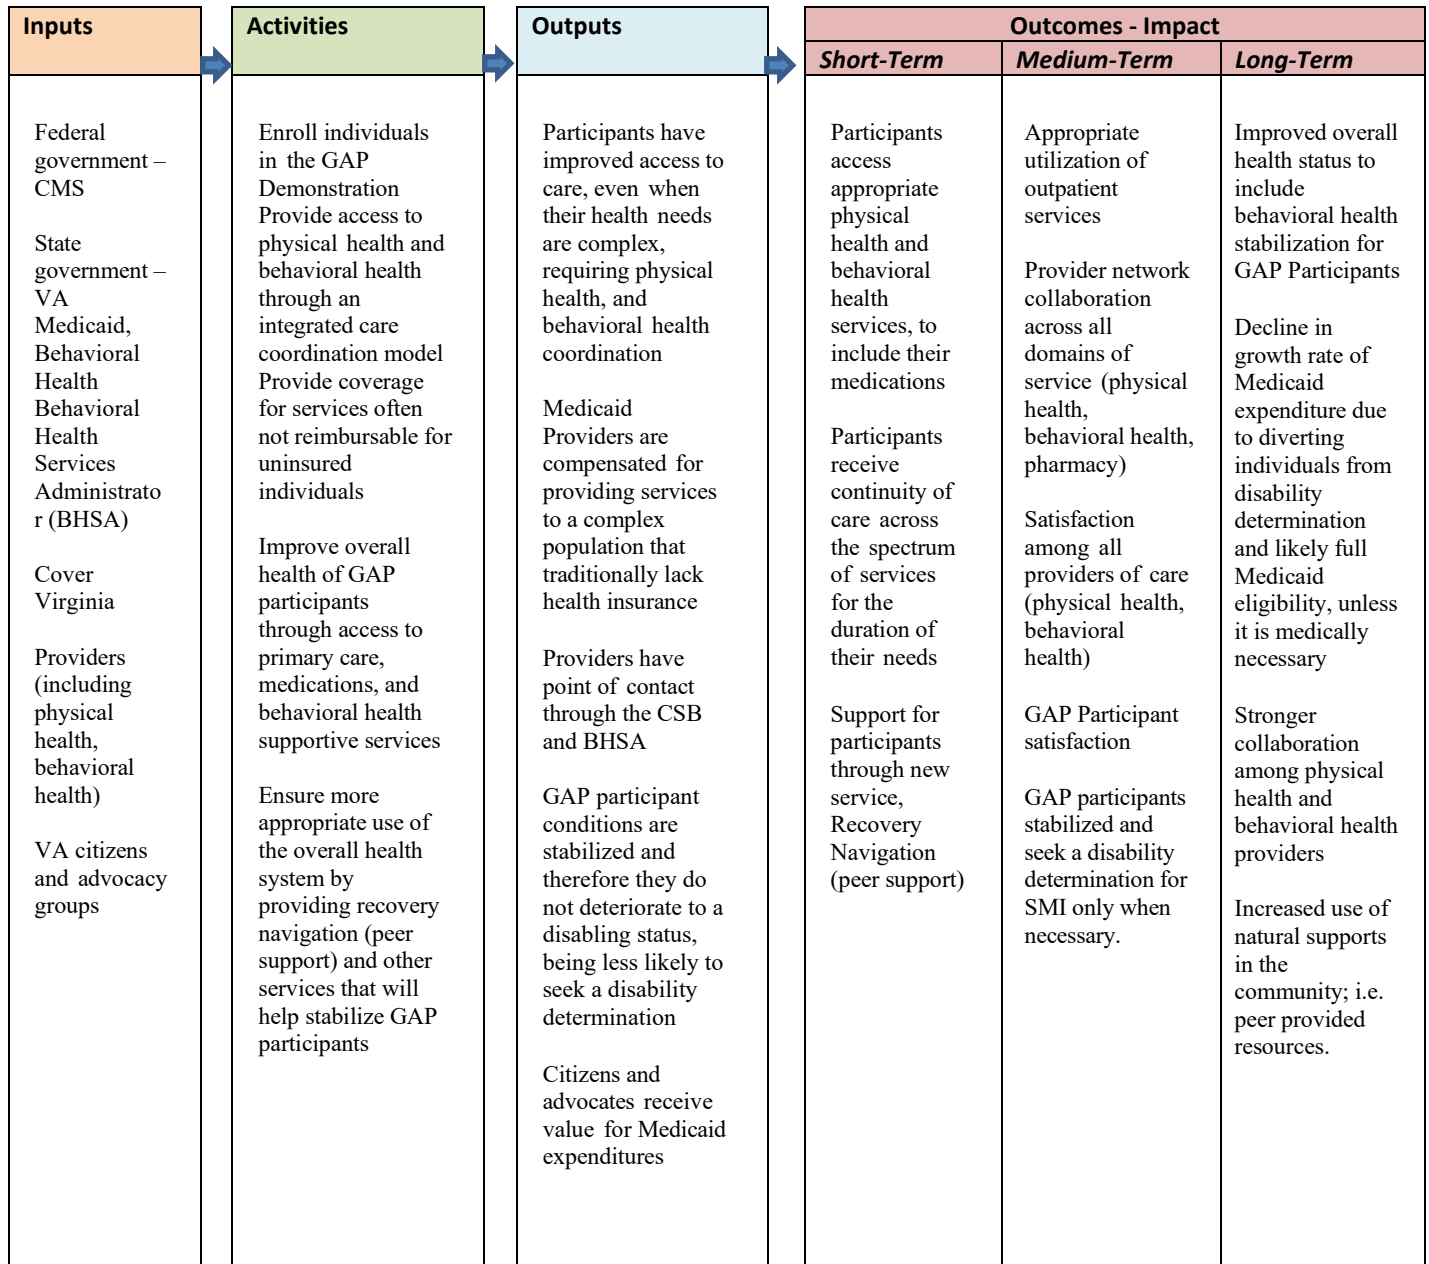 Inputs
Federal
government –
CMS
State
government –
VA
Medicaid,
Behavioral
Health
Behavioral
Health
Services
Administrato
r (BHSA)
Cover
Virginia
Providers
(including
physical
health,
behavioral
health)
VA citizens
and advocacy
groups
Activities
Enroll individuals
in the GAP
Demonstration
Provide access to
physical health and
behavioral health
through an
integrated care
coordination model
Provide coverage
for services often
not reimbursable for
uninsured
individuals
Improve overall
health of GAP
participants
through access to
primary care,
medications, and
behavioral health
supportive services
Ensure more
appropriate use of
the overall health
system by
providing recovery
navigation (peer
support) and other
services that will
help stabilize GAP
participants
Outputs
Participants have
improved access to
care, even when
their health needs
are complex,
requiring physical
health, and
behavioral health
coordination
Medicaid
Providers are
compensated for
providing services
to a complex
population that
traditionally lack
health insurance
Providers have
point of contact
through the CSB
and BHSA
GAP participant
conditions are
stabilized and
therefore they do
not deteriorate to a
disabling status,
being less likely to
seek a disability
determination
Citizens and
advocates receive
value for Medicaid
expenditures
Outcomes - Impact
Short-Term
Participants
access
appropriate
physical
health and
behavioral
health
services, to
include their
medications
Participants
receive
continuity of
care across
the spectrum
of services
for the
duration of
their needs
Support for
participants
through new
service,
Recovery
Navigation
(peer support)
Medium-Term
Appropriate
utilization of
outpatient
services
Provider network
collaboration
across all
domains of
service (physical
health,
behavioral health,
pharmacy)
Satisfaction
among all
providers of care
(physical health,
behavioral
health)
GAP Participant
satisfaction
GAP participants
stabilized and
seek a disability
determination for
SMI only when
necessary.
Long-Term
Improved overall
health status to
include
behavioral health
stabilization for
GAP Participants
Decline in
growth rate of
Medicaid
expenditure due
to diverting
individuals from
disability
determination
and likely full
Medicaid
eligibility, unless
it is medically
necessary
Stronger
collaboration
among physical
health and
behavioral health
providers
Increased use of
natural supports
in the
community; i.e.
peer provided
resources.